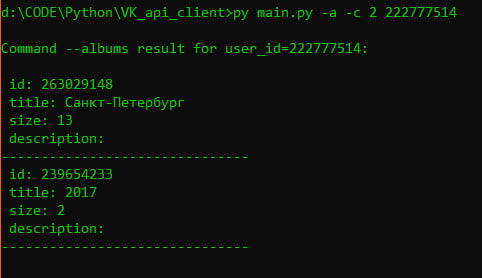 d:\CODE\Python\VK_api_client>py main.py -a -c 2 222777514
Command --albums result for user_id=222777514:
id: 263029148
title: Санкт-Петербург
size: 13
description:
-------------------------------
id: 239654233
title: 2017
size: 2
description:
-------------------------------